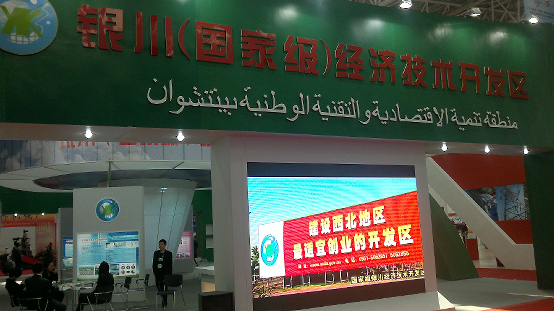 银川(国家级)经济技术开发区
منطقة تنمية الاقتصادية والتقنية الوطنية بينتشوان
建设西北地区
最适宜创业的开发区